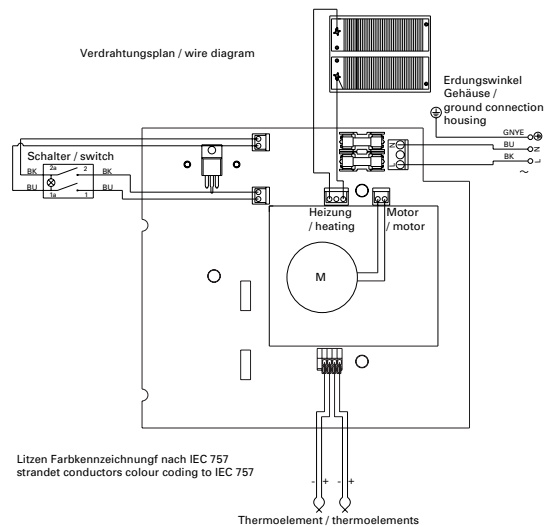 Verdrahtungsplan / wire diagram
Erdungswinkel
Gehäuse /
ground connection
housing
GNYE
BU
N
BK
L
~
N
L
Schalter / switch
2a
2
BK
BK
BU
BU
1a
1
Heizung
/ heating
Motor
/ motor
M
Litzen Farbkennzeichnungf nach IEC 757
strandet conductors colour coding to IEC 757
- +
- +
Thermoelement / thermoelements